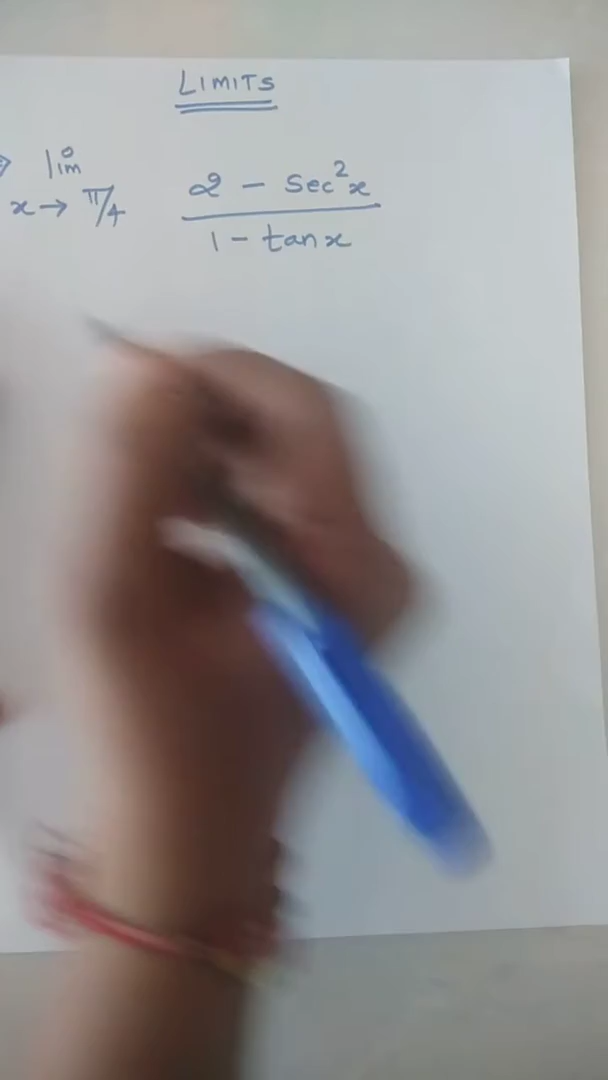 LIMITS
lim x→ π/4 2 - sec²x / 1 - tan x